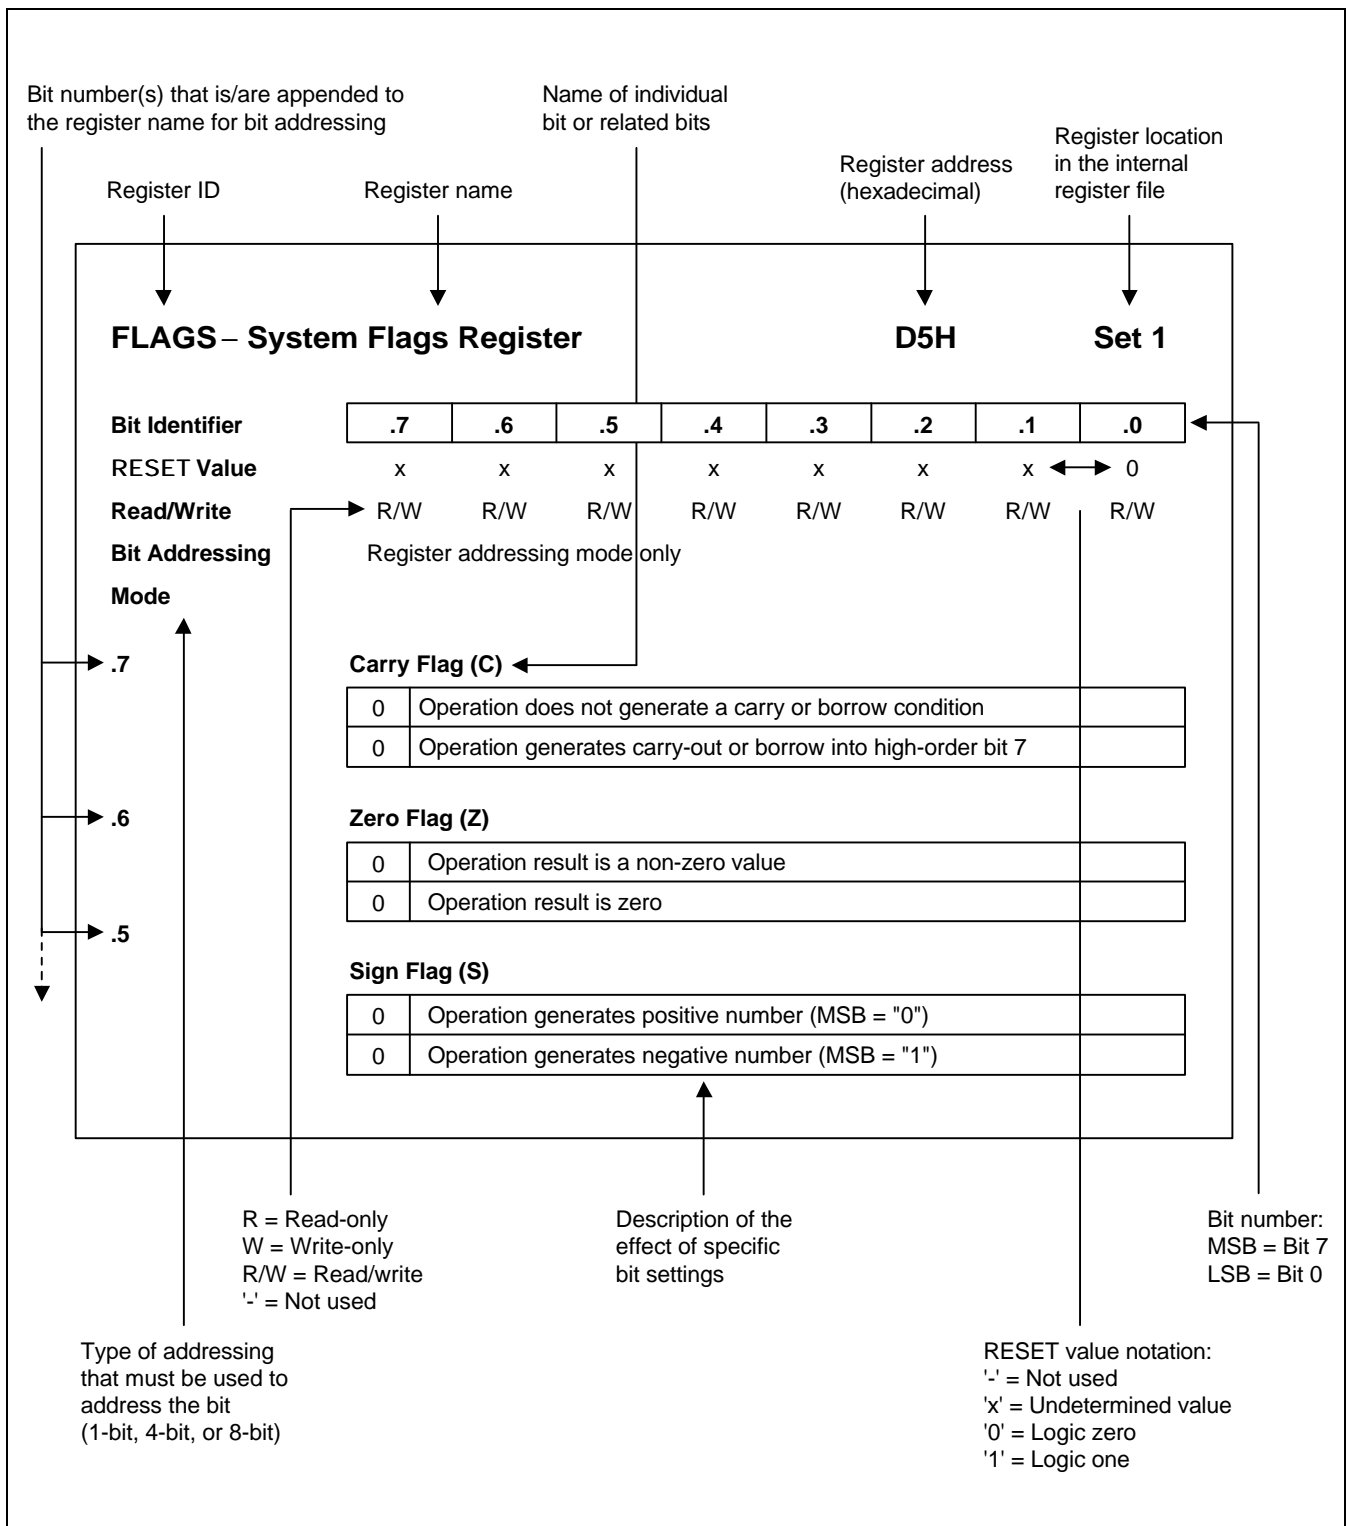 Bit number(s) that is/are appended to
the register name for bit addressing
Name of individual
bit or related bits
Register ID
Register name
Register address
(hexadecimal)
Register location
in the internal
register file
FLAGS – System Flags Register D5H Set 1
Bit Identifier .7 .6 .5 .4 .3 .2 .1 .0
RESET Value x x x x x x x 0
Read/Write R/W R/W R/W R/W R/W R/W R/W R/W
Bit Addressing Register addressing mode only
Mode
.7 Carry Flag (C)
0 Operation does not generate a carry or borrow condition
0 Operation generates carry-out or borrow into high-order bit 7
.6 Zero Flag (Z)
0 Operation result is a non-zero value
0 Operation result is zero
.5
Sign Flag (S)
0 Operation generates positive number (MSB = "0")
0 Operation generates negative number (MSB = "1")
R = Read-only
W = Write-only
R/W = Read/write
'-' = Not used
Description of the
effect of specific
bit settings
Bit number:
MSB = Bit 7
LSB = Bit 0
Type of addressing
that must be used to
address the bit
(1-bit, 4-bit, or 8-bit)
RESET value notation:
'-' = Not used
'x' = Undetermined value
'0' = Logic zero
'1' = Logic one